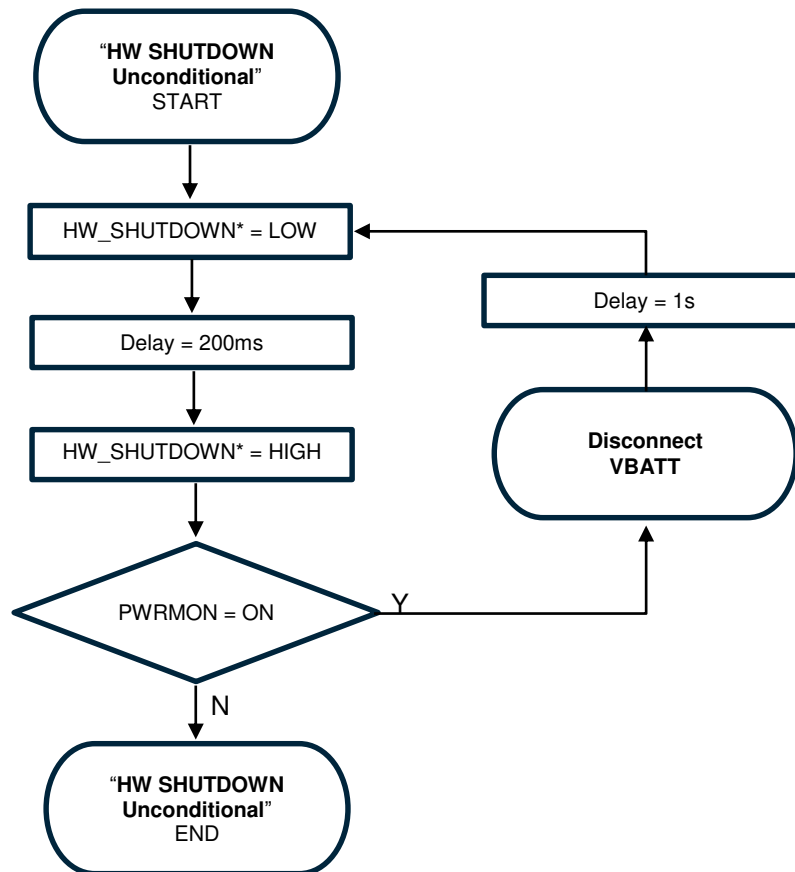 “HW SHUTDOWN
Unconditional”
START
HW_SHUTDOWN* = LOW
Delay = 1s
Delay = 200ms
HW_SHUTDOWN* = HIGH
Disconnect
VBATT
PWRMON = ON
Y
N
“HW SHUTDOWN
Unconditional”
END